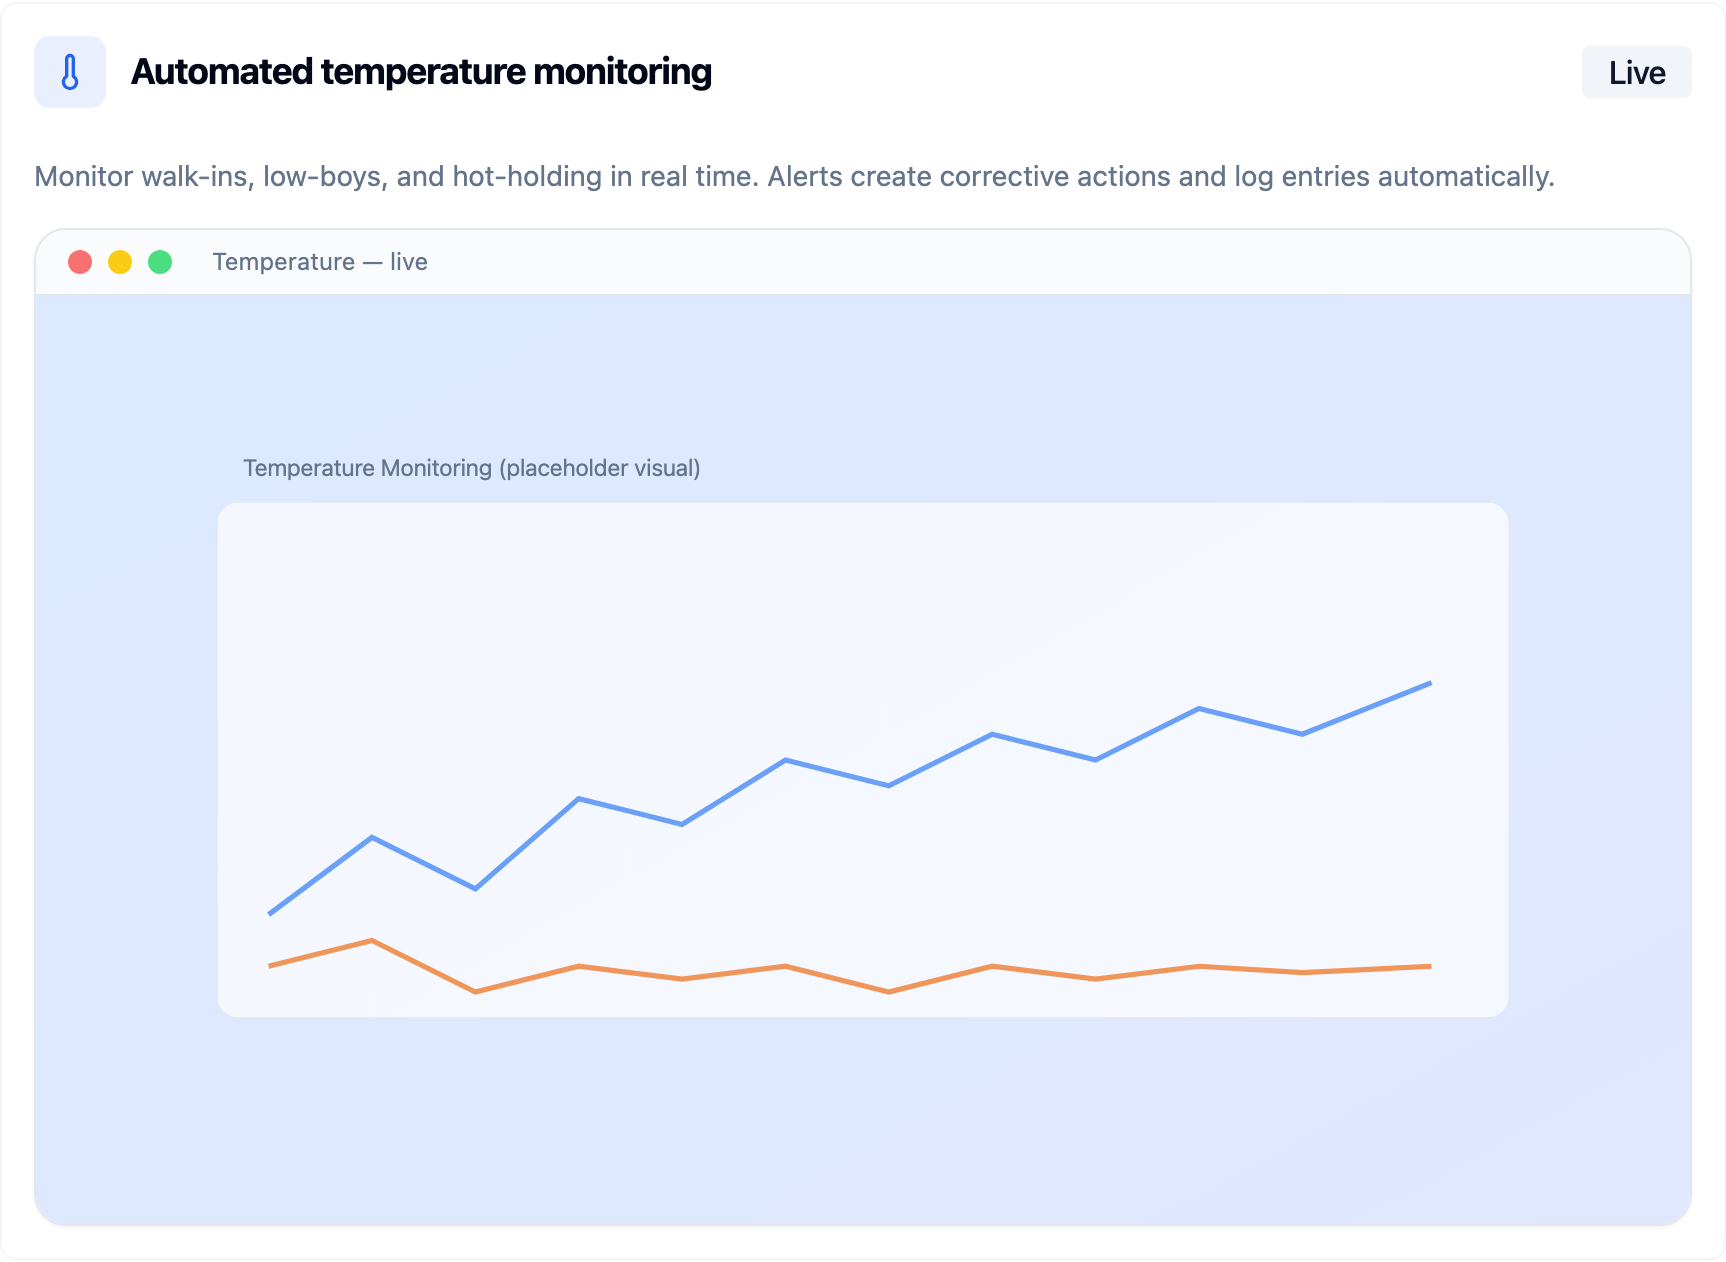 Automated temperature monitoring
Live
Monitor walk-ins, low-boys, and hot-holding in real time. Alerts create corrective actions and log entries automatically.
Temperature — live
Temperature Monitoring (placeholder visual)